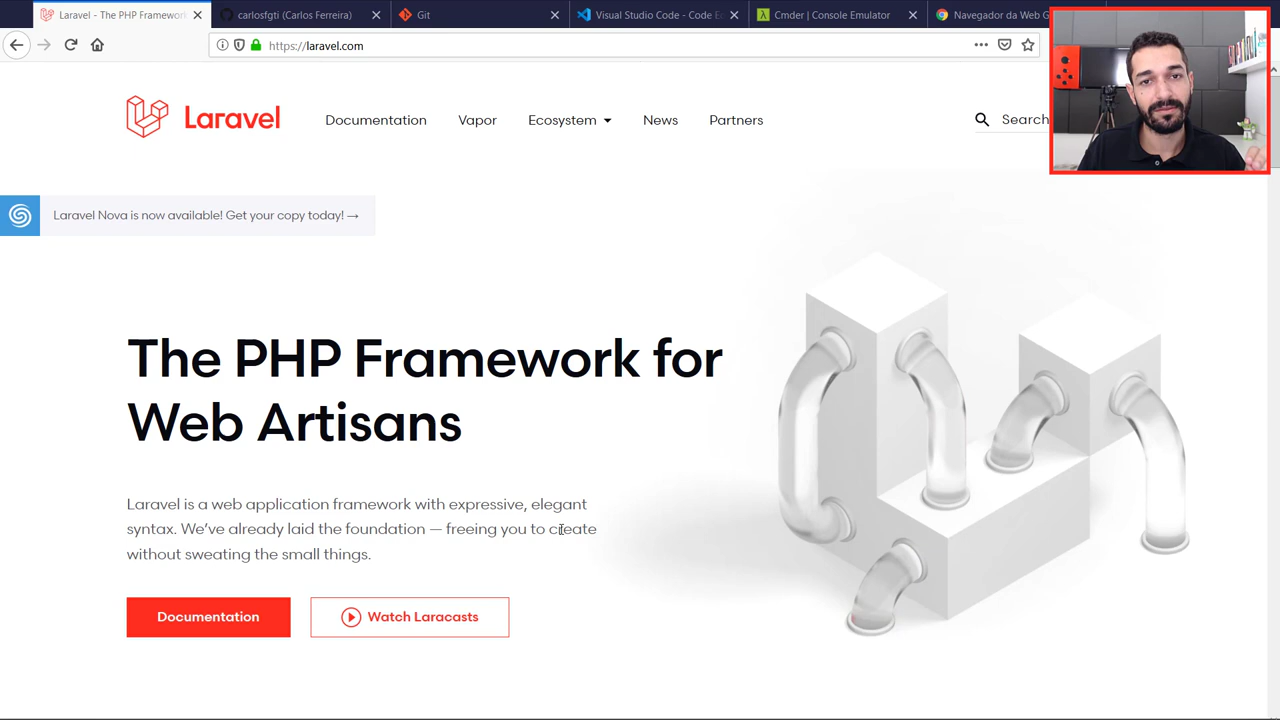 Laravel - The PHP Framework
carlosfgti (Carlos Ferreira)
Git
Visual Studio Code - Code E
Cmder | Console Emulator
Navegador da Web G
https://laravel.com
Laravel
Documentation
Vapor
Ecosystem
News
Partners
Search
Laravel Nova is now available! Get your copy today! →
The PHP Framework for
Web Artisans
Laravel is a web application framework with expressive, elegant
syntax. We've already laid the foundation — freeing you to create
without sweating the small things.
Documentation
Watch Laracasts